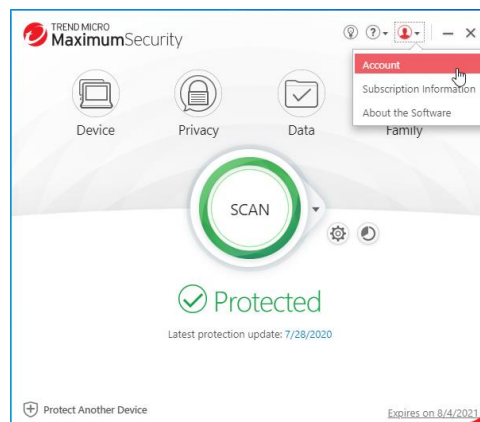 TREND MICRO
MaximumSecurity
?
Account
Subscription Information
About the Software
Device
Privacy
Data
Family
SCAN
Protected
Latest protection update: 7/28/2020
Protect Another Device
Expires on 8/4/2021